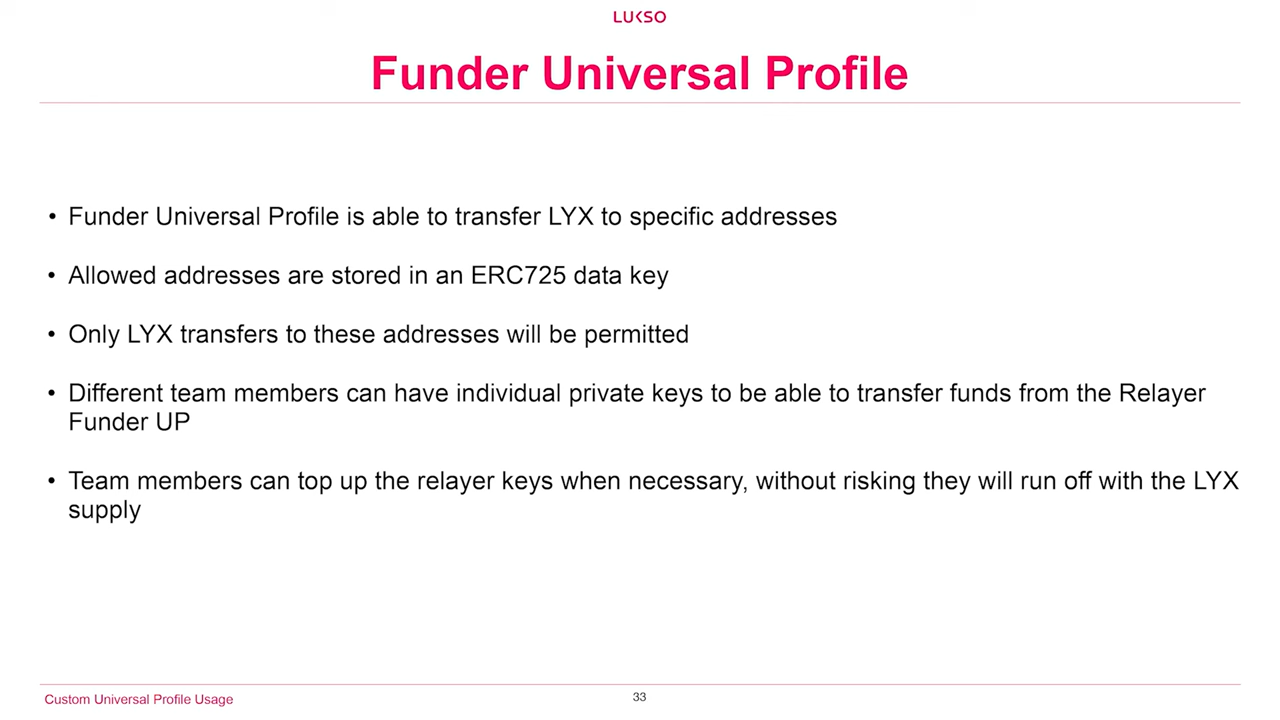 LUKSO
Funder Universal Profile
• Funder Universal Profile is able to transfer LYX to specific addresses
• Allowed addresses are stored in an ERC725 data key
• Only LYX transfers to these addresses will be permitted
• Different team members can have individual private keys to be able to transfer funds from the Relayer
Funder UP
• Team members can top up the relayer keys when necessary, without risking they will run off with the LYX
supply
Custom Universal Profile Usage
33